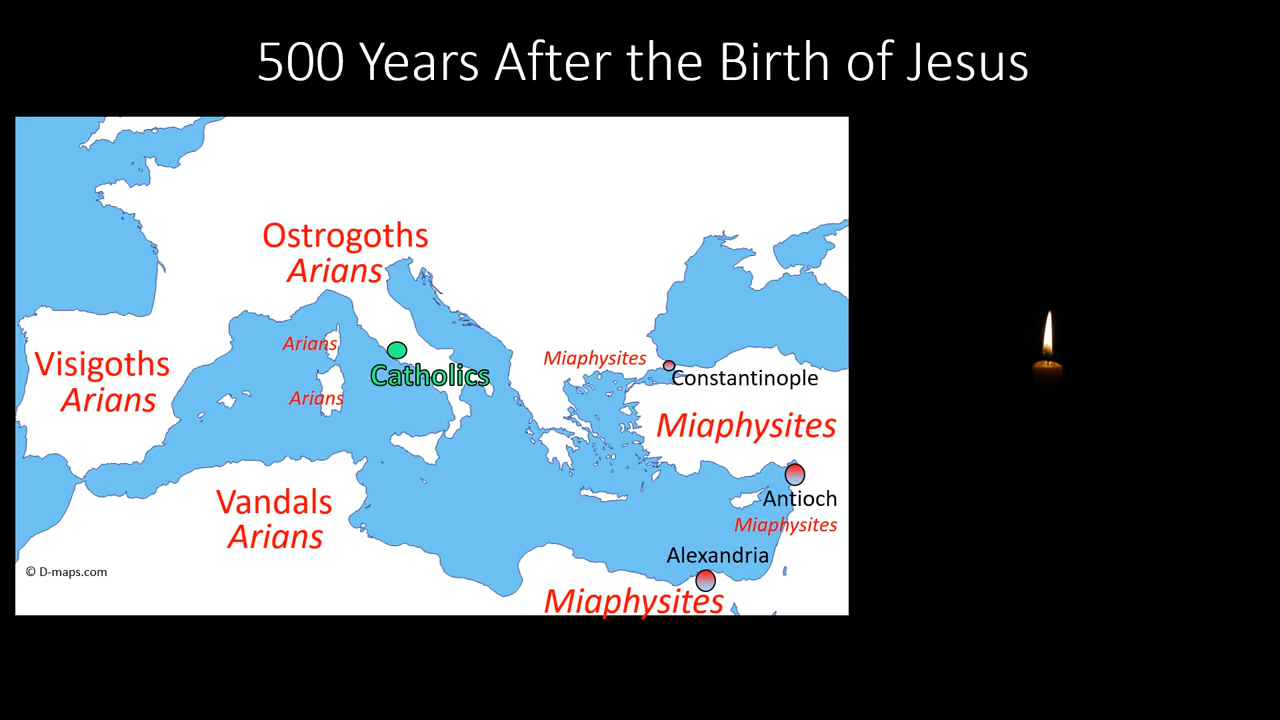 500 Years After the Birth of Jesus
Ostrogoths
Arians
Arians
Visigoths
Arians
Arians
Catholics
Miaphysites
Constantinople
Miaphysites
Vandals
Arians
Antioch
Miaphysites
Alexandria
Miaphysites
© D-maps.com